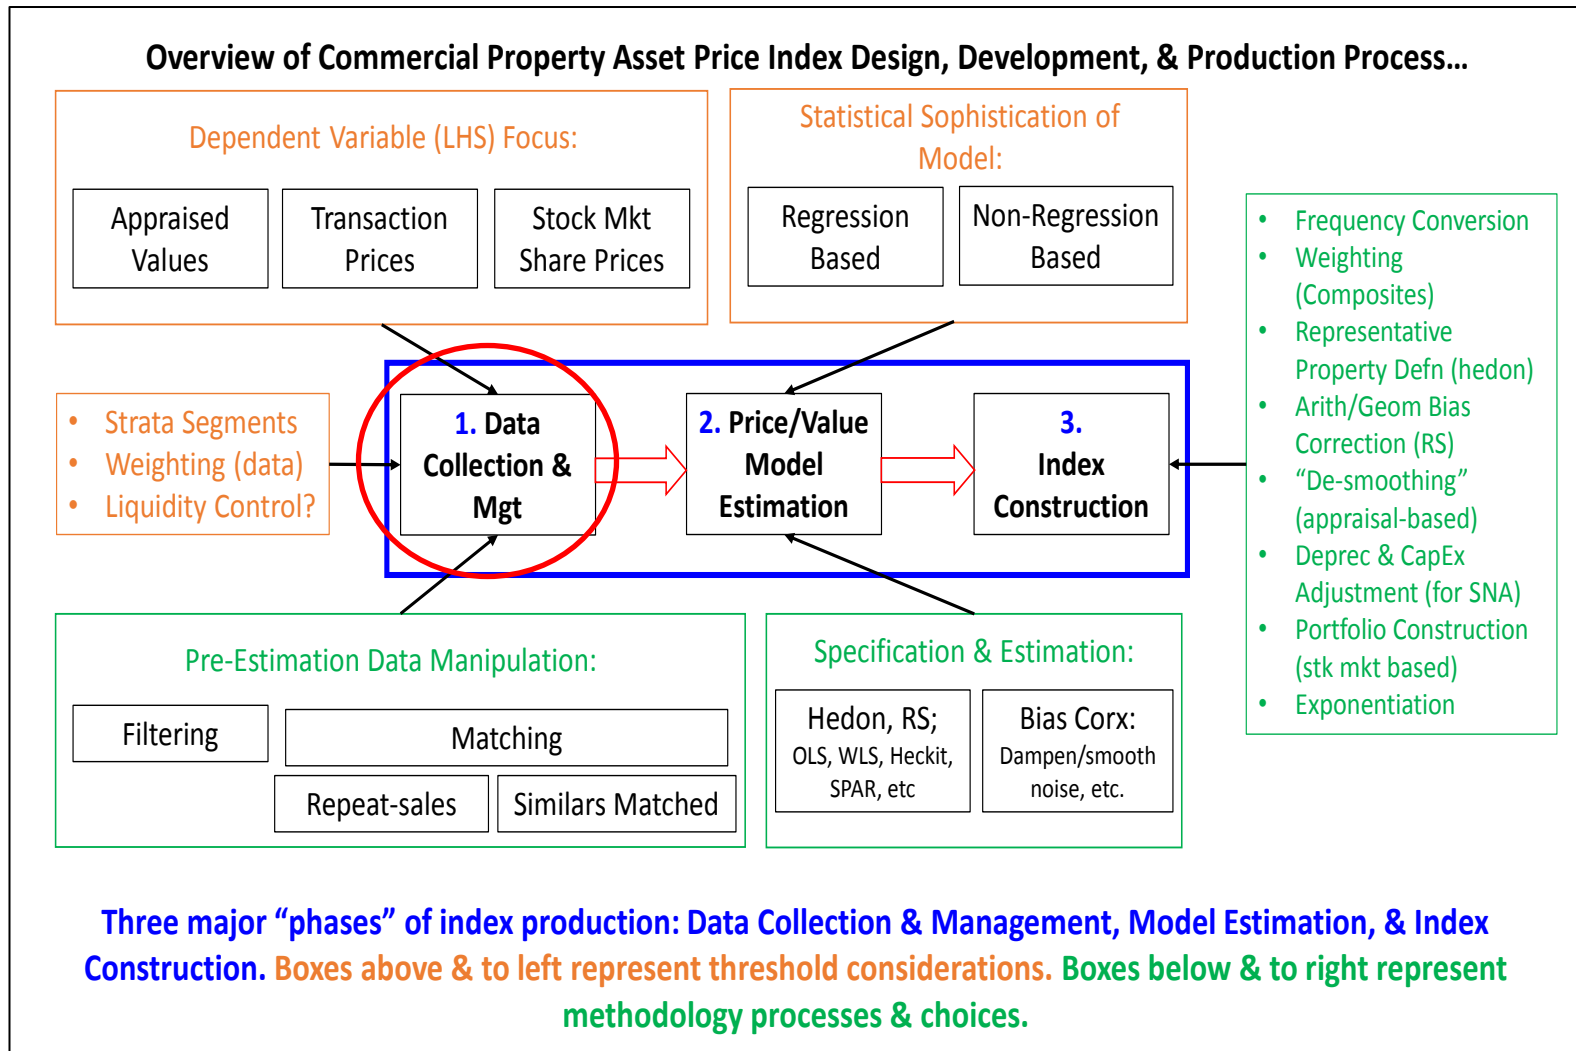 Overview of Commercial Property Asset Price Index Design, Development, & Production Process...
Dependent Variable (LHS) Focus:
Appraised
Values
Transaction
Prices
Stock Mkt
Share Prices
Statistical Sophistication of
Model:
Regression
Based
Non-Regression
Based
• Strata Segments
• Weighting (data)
• Liquidity Control?
1. Data
Collection &
Mgt
2. Price/Value
Model
Estimation
3.
Index
Construction
• Frequency Conversion
• Weighting
(Composites)
• Representative
Property Defn (hedon)
• Arith/Geom Bias
Correction (RS)
• “De-smoothing”
(appraisal-based)
• Deprec & CapEx
Adjustment (for SNA)
• Portfolio Construction
(stk mkt based)
• Exponentiation
Pre-Estimation Data Manipulation:
Filtering
Matching
Repeat-sales
Similars Matched
Specification & Estimation:
Hedon, RS;
OLS, WLS, Heckit,
SPAR, etc
Bias Corx:
Dampen/smooth
noise, etc.
Three major “phases” of index production: Data Collection & Management, Model Estimation, & Index
Construction. Boxes above & to left represent threshold considerations. Boxes below & to right represent
methodology processes & choices.